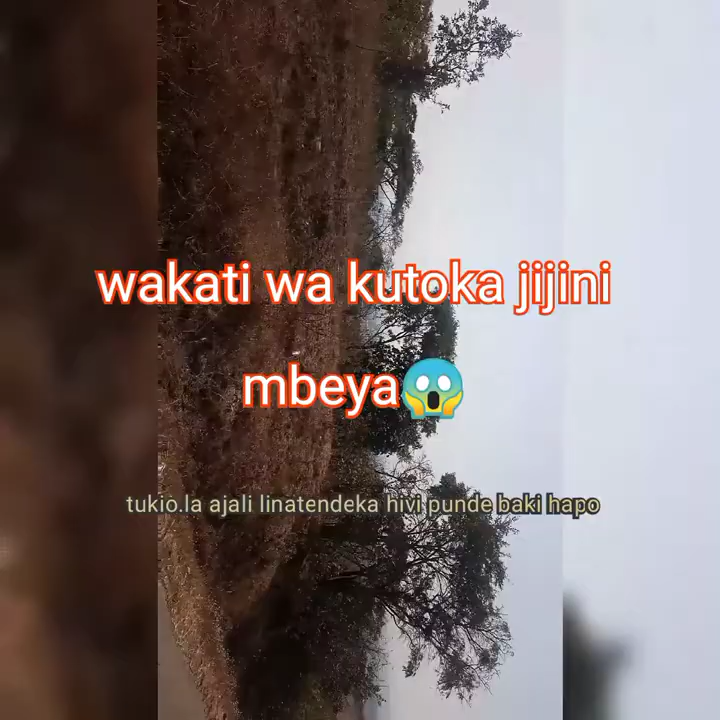 wakati wa kutoka jijini
mbeya😱
tukio.la ajali linatendeka hivi punde baki hapo